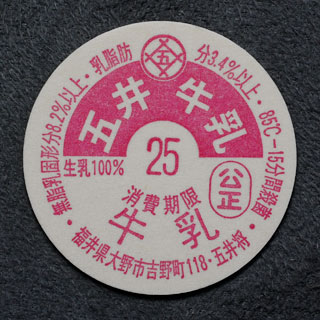 ・無脂乳固形分8.2%以上・乳脂肪分3.4%以上・85℃−15分間殺菌・
五
五井 牛乳
生乳100%
25
公正
消費期限
牛乳
福井県大野市吉野町118・五井